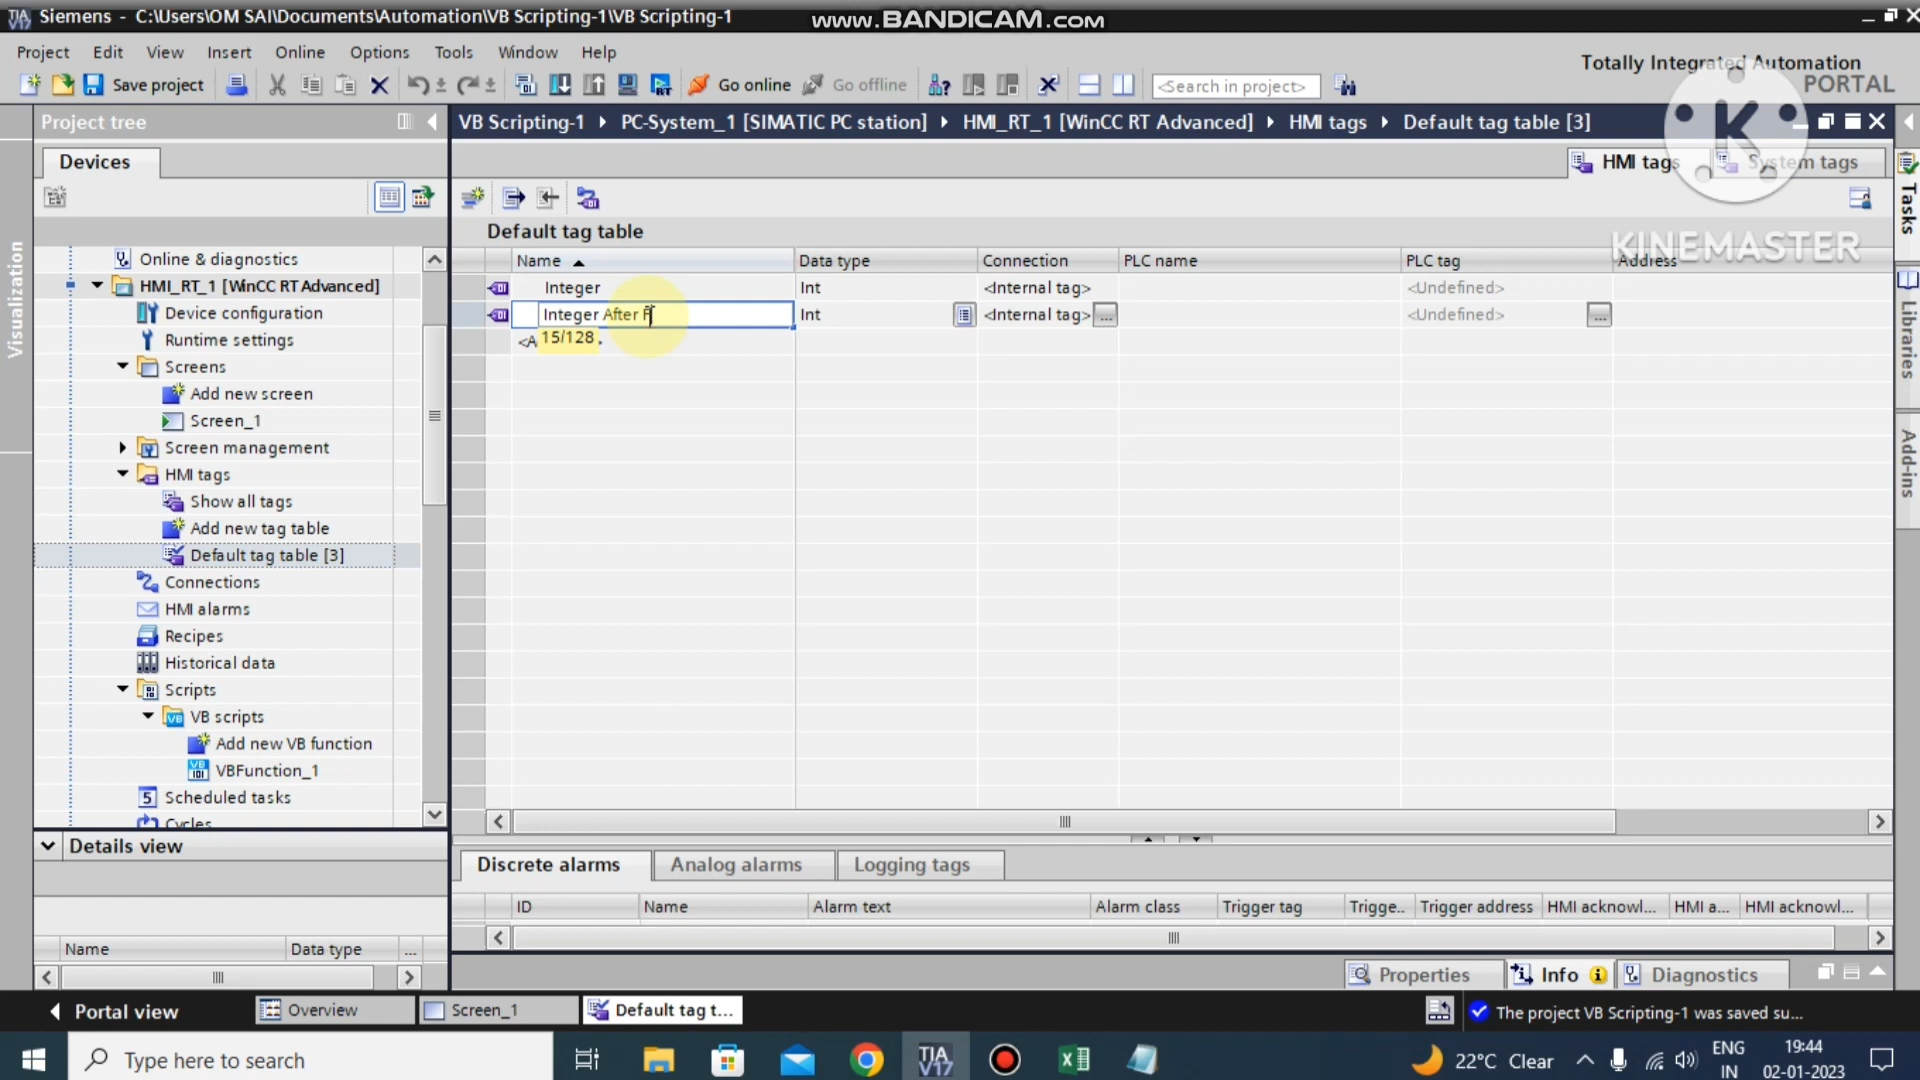 Siemens - C:\Users\OM SAI\Documents\Automation\VB Scripting-1\VB Scripting-1
www.BANDICAM.com
Project Edit View Insert Online Options Tools Window Help
Totally Integrated Automation
PORTAL
Save project
Go online
Go offline
<Search in project>
Project tree
VB Scripting-1 PC-System_1 [SIMATIC PC station] HMI_RT_1 [WinCC RT Advanced] HMI tags Default tag table [3]
Devices
HMI tags
System tags
K
KINEMASTER
Default tag table
Name Data type Connection PLC name PLC tag Address
Integer Int <Internal tag> <Undefined>
Integer After F Int <Internal tag> ... <Undefined> ...
<A 15/128
Visualization
Online & diagnostics
HMI_RT_1 [WinCC RT Advanced]
Device configuration
Runtime settings
Screens
Add new screen
Screen_1
Screen management
HMI tags
Show all tags
Add new tag table
Default tag table [3]
Connections
HMI alarms
Recipes
Historical data
Scripts
VB scripts
Add new VB function
VBFunction_1
Scheduled tasks
Cycles
Details view
Name Data type ...
Tasks
Libraries
Add-ins
Discrete alarms Analog alarms Logging tags
ID Name Alarm text Alarm class Trigger tag Trigge.. Trigger address HMI acknowl... HMI a... HMI acknowl...
Properties Info Diagnostics
Portal view Overview Screen_1 Default tag t...
The project VB Scripting-1 was saved su...
Type here to search
TIA V17
22°C Clear
ENG
IN
19:44
02-01-2023